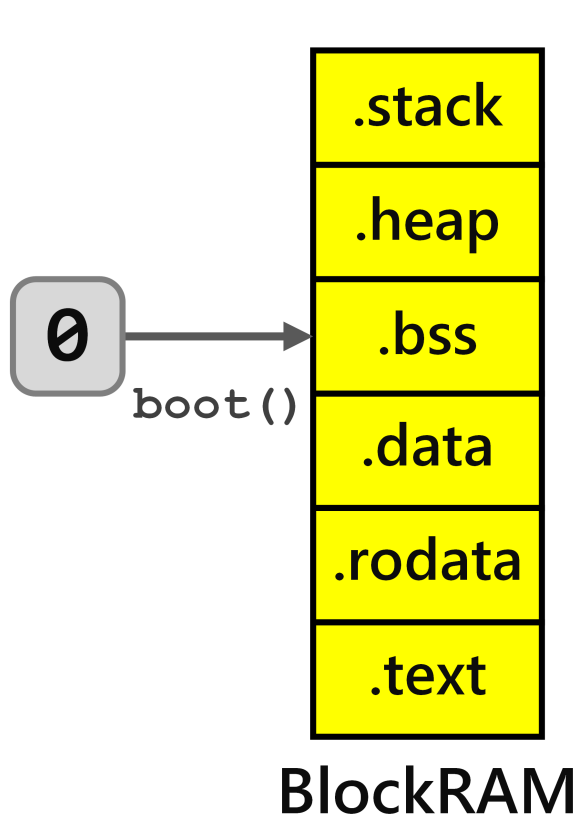 .stack
.heap
0
.bss
boot()
.data
.rodata
.text
BlockRAM